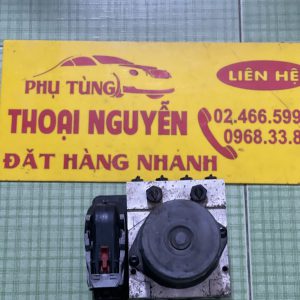 LIÊN HỆ
PHỤ TÙNG
THOẠI NGUYỄN
02.466.599
0968.33.8
ĐẶT HÀNG NHANH